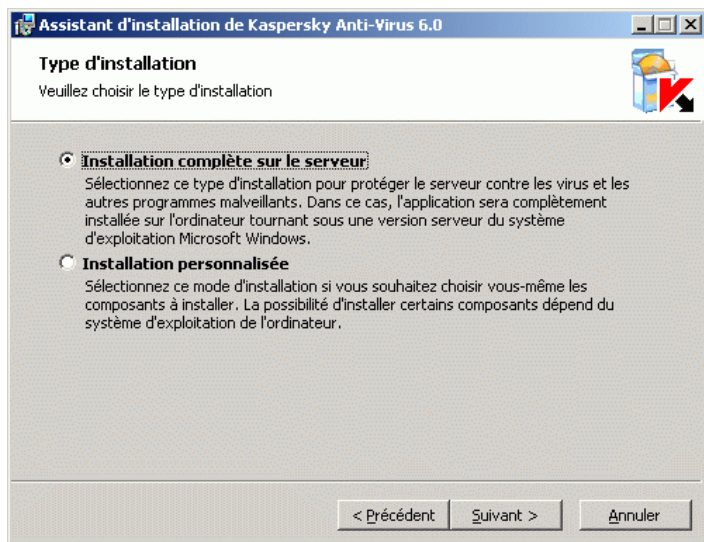 Assistant d'installation de Kaspersky Anti-Virus 6.0
Type d'installation
Veuillez choisir le type d'installation
Installation complète sur le serveur
Sélectionnez ce type d'installation pour protéger le serveur contre les virus et les
autres programmes malveillants. Dans ce cas, l'application sera complètement
installée sur l'ordinateur tournant sous une version serveur du système
d'exploitation Microsoft Windows.
Installation personnalisée
Sélectionnez ce mode d'installation si vous souhaitez choisir vous-même les
composants à installer. La possibilité d'installer certains composants dépend du
système d'exploitation de l'ordinateur.
< Précédent Suivant > Annuler